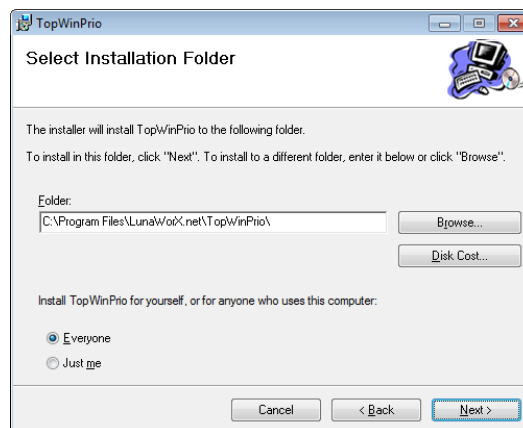 TopWinPrio
Select Installation Folder
The installer will install TopWinPrio to the following folder.
To install in this folder, click "Next". To install to a different folder, enter it below or click "Browse".
Folder:
C:\Program Files\LunaWorX.net\TopWinPrio\
Browse...
Disk Cost...
Install TopWinPrio for yourself, or for anyone who uses this computer:
Everyone
Just me
Cancel
< Back
Next >